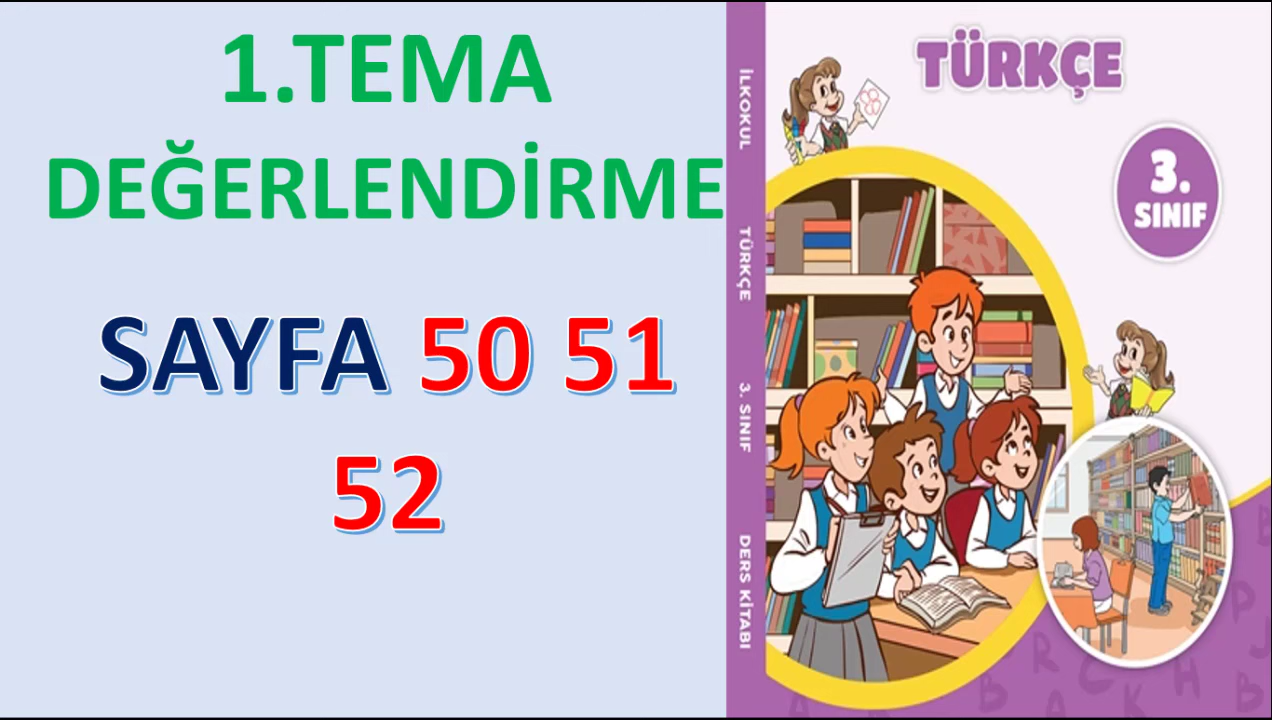 1.TEMA
DEĞERLENDİRME
SAYFA 50 51
52
TÜRKÇE
3.
SINIF
İLKOKUL TÜRKÇE 3. SINIF DERS KİTABI